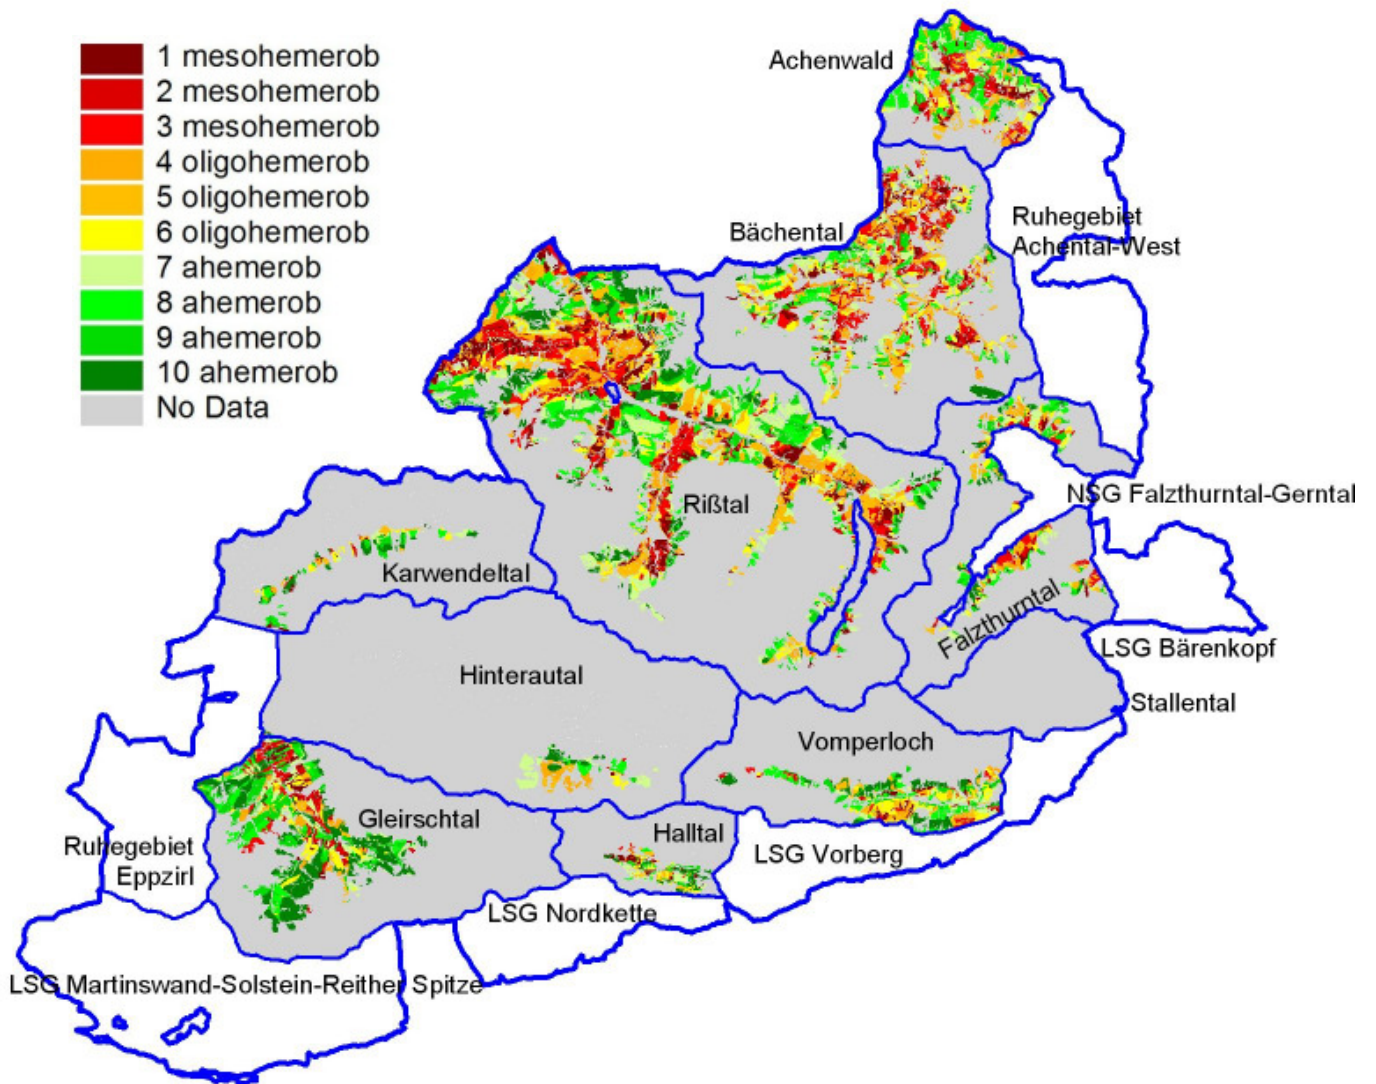 1 mesohemerob
2 mesohemerob
3 mesohemerob
4 oligohemerob
5 oligohemerob
6 oligohemerob
7 ahemerob
8 ahemerob
9 ahemerob
10 ahemerob
No Data
Achenwald
Bächental
Ruhegebiet
Achental-West
Rißtal
NSG Falzthurntal-Gerntal
Karwendeltal
Falzthurntal
LSG Bärenkopf
Hinterautal
Stallental
Vomperloch
Gleirschtal
Halltal
Ruhegebiet
Eppzirl
LSG Vorberg
LSG Nordkette
LSG Martinswand-Solstein-Reither Spitze